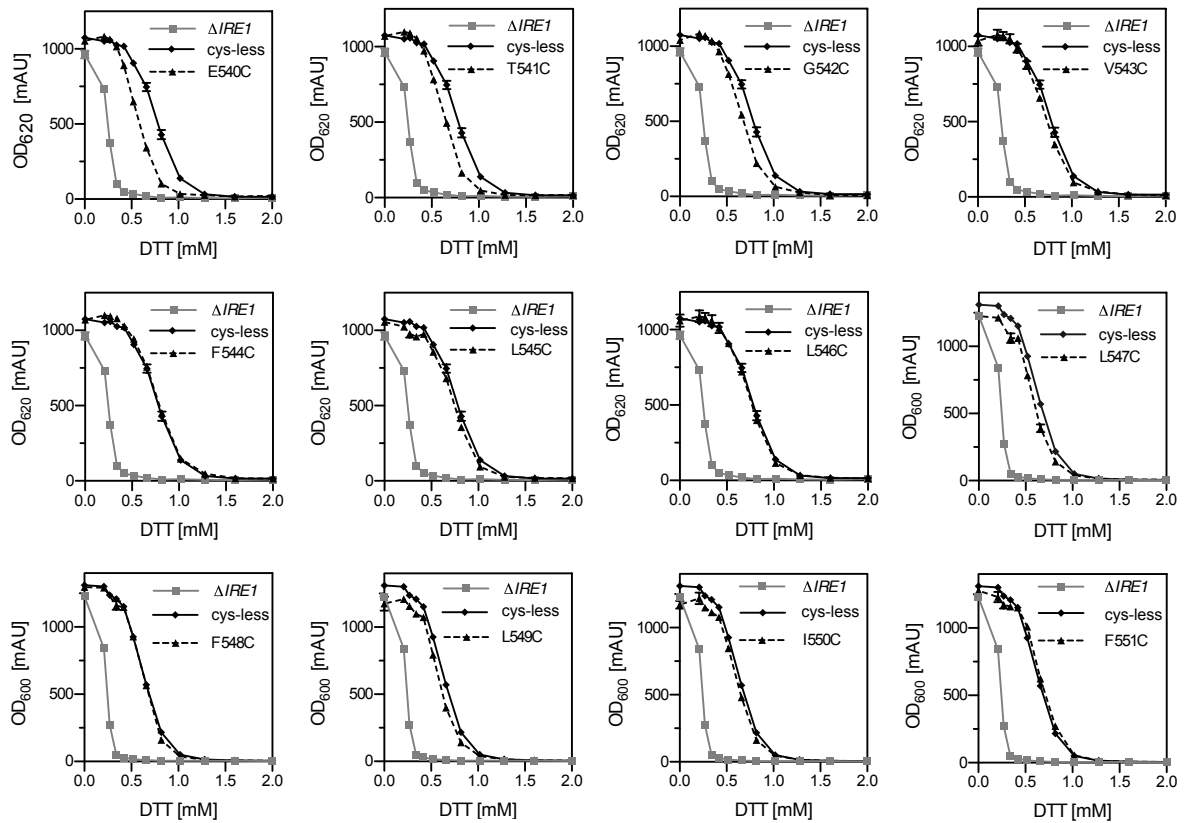 ΔIRE1
cys-less
E540C
OD620 [mAU]
1000
500
0
0.0 0.5 1.0 1.5 2.0
DTT [mM]
ΔIRE1
cys-less
T541C
OD620 [mAU]
1000
500
0
0.0 0.5 1.0 1.5 2.0
DTT [mM]
ΔIRE1
cys-less
G542C
OD620 [mAU]
1000
500
0
0.0 0.5 1.0 1.5 2.0
DTT [mM]
ΔIRE1
cys-less
V543C
OD620 [mAU]
1000
500
0
0.0 0.5 1.0 1.5 2.0
DTT [mM]
ΔIRE1
cys-less
F544C
OD620 [mAU]
1000
500
0
0.0 0.5 1.0 1.5 2.0
DTT [mM]
ΔIRE1
cys-less
L545C
OD620 [mAU]
1000
500
0
0.0 0.5 1.0 1.5 2.0
DTT [mM]
ΔIRE1
cys-less
L546C
OD620 [mAU]
1000
500
0
0.0 0.5 1.0 1.5 2.0
DTT [mM]
ΔIRE1
cys-less
L547C
OD600 [mAU]
1000
500
0
0.0 0.5 1.0 1.5 2.0
DTT [mM]
ΔIRE1
cys-less
F548C
OD600 [mAU]
1000
500
0
0.0 0.5 1.0 1.5 2.0
DTT [mM]
ΔIRE1
cys-less
L549C
OD600 [mAU]
1000
500
0
0.0 0.5 1.0 1.5 2.0
DTT [mM]
ΔIRE1
cys-less
I550C
OD600 [mAU]
1000
500
0
0.0 0.5 1.0 1.5 2.0
DTT [mM]
ΔIRE1
cys-less
F551C
OD600 [mAU]
1000
500
0
0.0 0.5 1.0 1.5 2.0
DTT [mM]